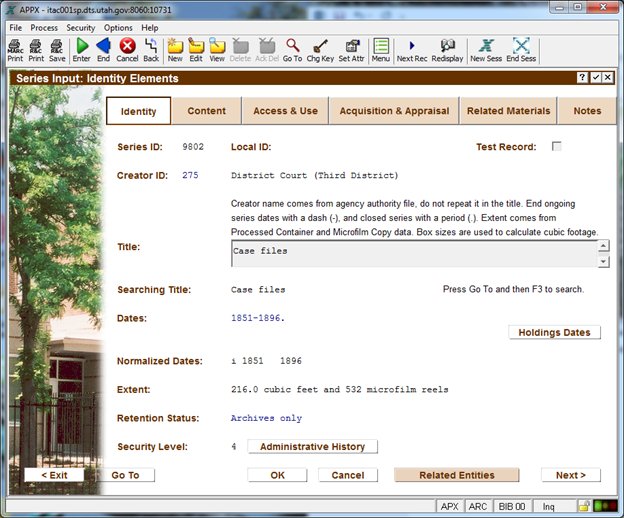 APPX - itac001sp.dts.utah.gov:8060:10731
File Process Security Options Help
Print Print Save Enter End Cancel Back New Edit View Delete Ack Del Go To Chg Key Set Attr Menu Next Rec Redisplay New Sess End Sess
Series Input: Identity Elements
Identity Content Access & Use Acquisition & Appraisal Related Materials Notes
Series ID: 9802 Local ID: Test Record:
Creator ID: 275 District Court (Third District)
Creator name comes from agency authority file, do not repeat it in the title. End ongoing
series dates with a dash (-), and closed series with a period (.). Extent comes from
Processed Container and Microfilm Copy data. Box sizes are used to calculate cubic footage.
Title: Case files
Searching Title: Case files Press Go To and then F3 to search.
Dates: 1851-1896.
Holdings Dates
Normalized Dates: i 1851 1896
Extent: 216.0 cubic feet and 532 microfilm reels
Retention Status: Archives only
Security Level: 4 Administrative History
< Exit Go To OK Cancel Related Entities Next >
APX ARC BIB 00 Inq